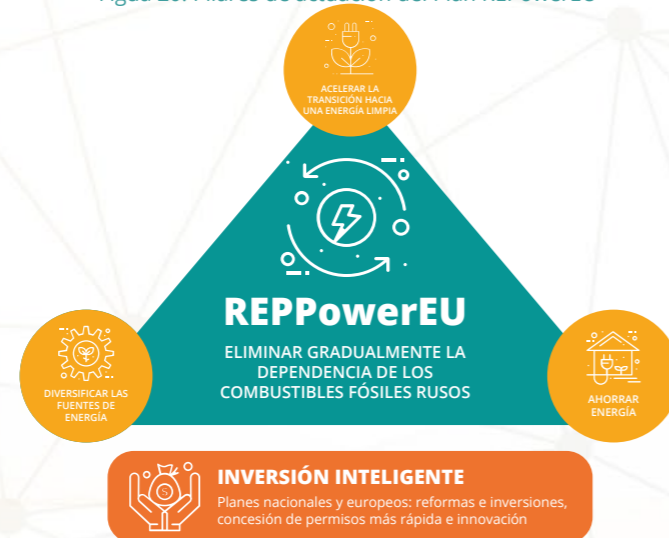 ACELERAR LA
TRANSICIÓN HACIA
UNA ENERGÍA LIMPIA
REPPowerEU
ELIMINAR GRADUALMENTE LA
DEPENDENCIA DE LOS
COMBUSTIBLES FÓSILES RUSOS
DIVERSIFICAR LAS
FUENTES DE
ENERGÍA
AHORRAR
ENERGÍA
INVERSIÓN INTELIGENTE
Planes nacionales y europeos: reformas e inversiones,
concesión de permisos más rápida e innovación